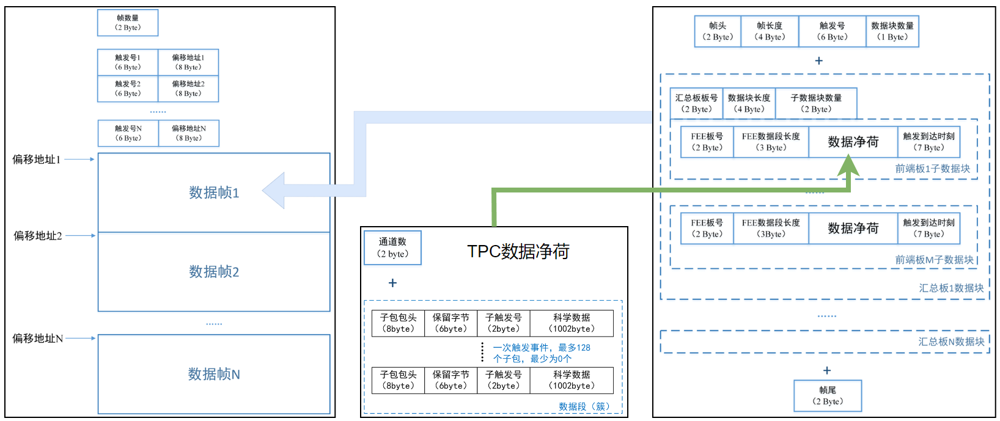 帧数量
（2 Byte）
触发号1
（6 Byte）
偏移地址1
（8 Byte）
触发号2
（6 Byte）
偏移地址2
（8 Byte）
……
触发号N
（6 Byte）
偏移地址N
（8 Byte）
偏移地址1
数据帧1
偏移地址2
数据帧2
……
偏移地址N
数据帧N
通道数
（2 byte）
TPC数据净荷
+
子包包头
（8byte）
保留字节
（6byte）
子触发号
（2byte）
科学数据
（1002byte）
一次触发事件，最多128
个子包，最少为0个
子包包头
（8byte）
保留字节
（6byte）
子触发号
（2byte）
科学数据
（1002byte）
数据段（簇）
帧头
（2 Byte）
帧长度
（4 Byte）
触发号
（6 Byte）
数据块数量
（1 Byte）
+
汇总板板号
（2 Byte）
数据块长度
（4 Byte）
子数据块数量
（2 Byte）
FEE板号
（2 Byte）
FEE数据段长度
（3 Byte）
数据净荷
触发到达时刻
（7 Byte）
前端板1子数据块
……
FEE板号
（2 Byte）
FEE数据段长度
（3Byte）
数据净荷
触发到达时刻
（7 Byte）
前端板M子数据块
汇总板1数据块
……
汇总板N数据块
+
帧尾
（2 Byte）